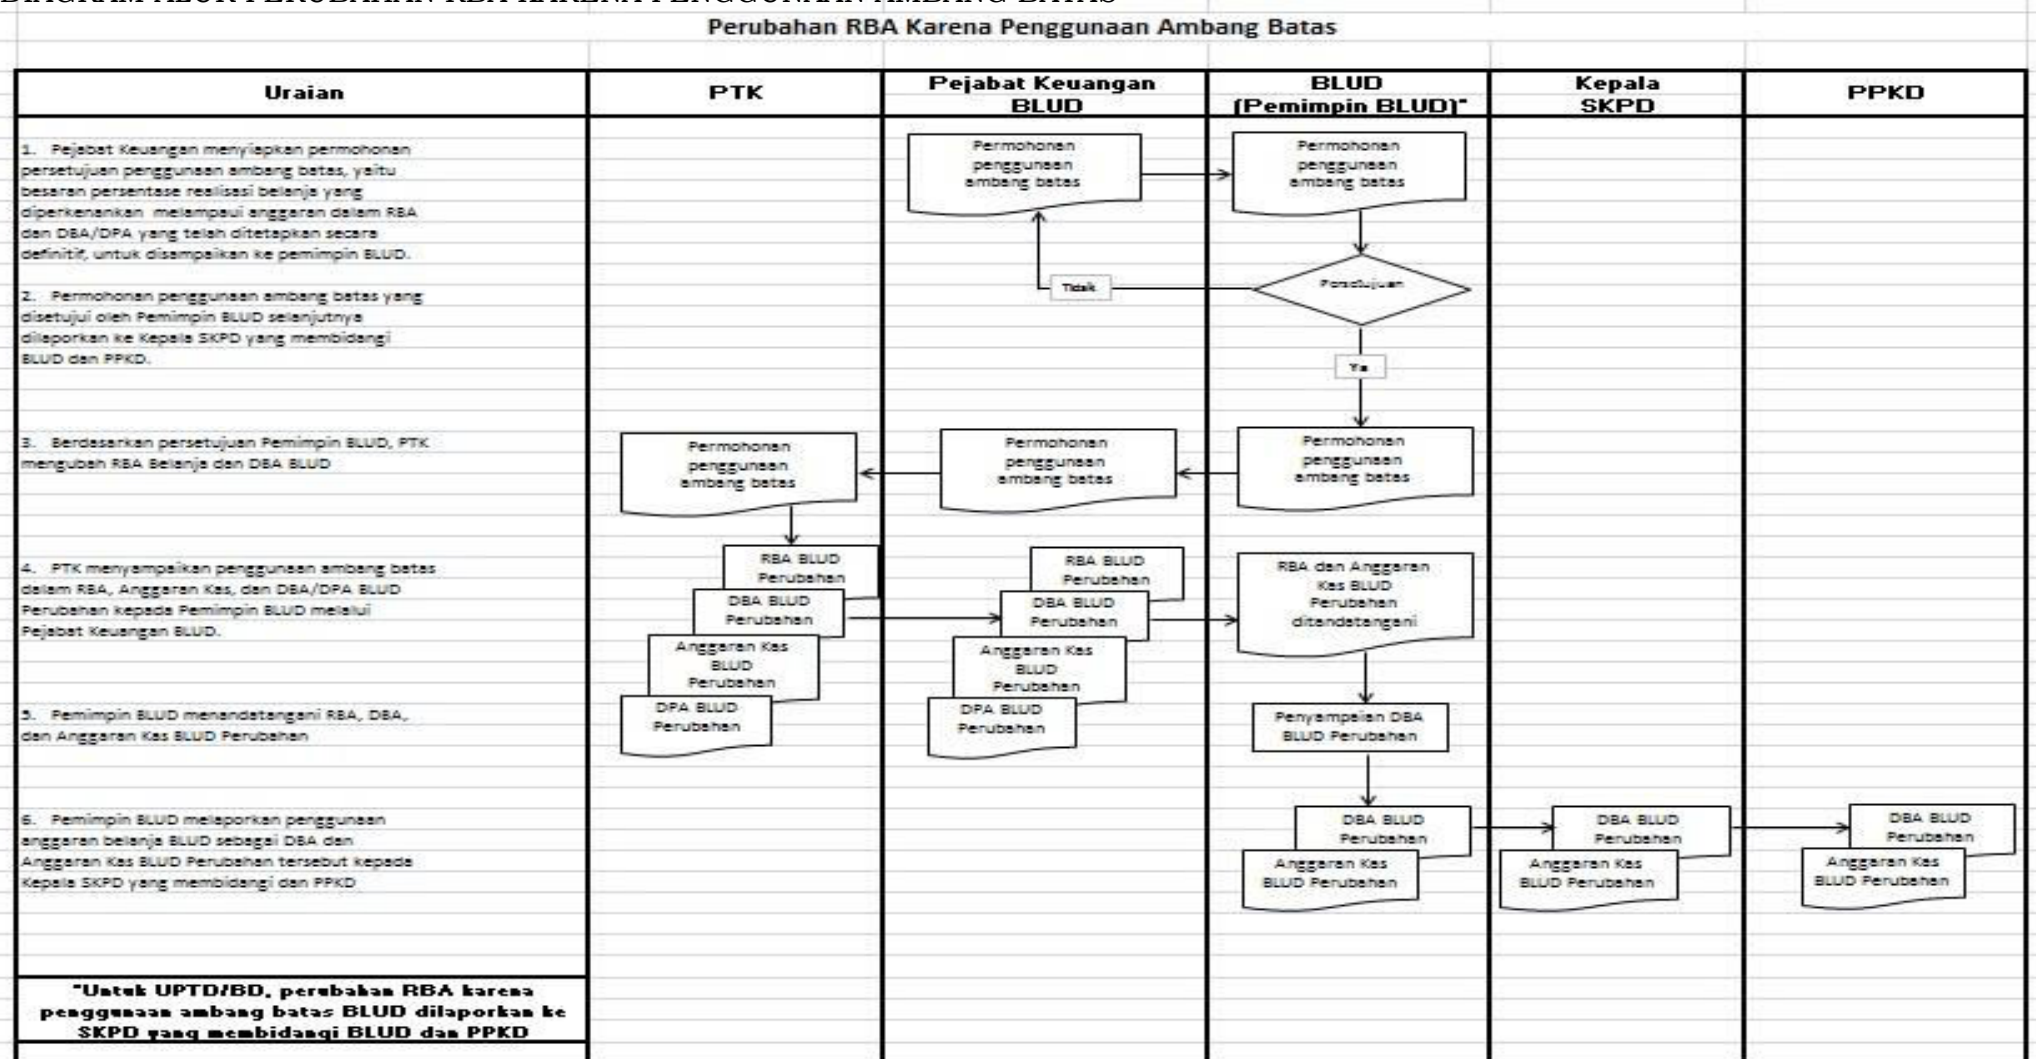 DIAGRAM ALUR PERUBAHAN RBA KARENA PENGGUNAAN AMBANG BATAS
Perubahan RBA Karena Penggunaan Ambang Batas
Uraian
PTK
Pejabat Keuangan
BLUD
BLUD
(Pemimpin BLUD)*
Kepala
SKPD
PPKD
1. Pejabat Keuangan menyiapkan permohonan
persetujuan penggunaan ambang batas, yaitu
besaran persentase realisasi belanja yang
diperkenankan melampaui anggaran dalam RBA
dan DBA/DPA yang telah ditetapkan secara
definitif, untuk disampaikan ke pemimpin BLUD.
2. Permohonan penggunaan ambang batas yang
disetujui oleh Pemimpin BLUD selanjutnya
dilaporkan ke Kepala SKPD yang membidangi
BLUD dan PPKD.
3. Berdasarkan persetujuan Pemimpin BLUD, PTK
mengubah RBA Belanja dan DBA BLUD
4. PTK menyampaikan penggunaan ambang batas
dalam RBA, Anggaran Kas, dan DBA/DPA BLUD
Perubahan kepada Pemimpin BLUD melalui
Pejabat Keuangan BLUD.
5. Pemimpin BLUD menandatangani RBA, DBA,
dan Anggaran Kas BLUD Perubahan
6. Pemimpin BLUD melaporkan penggunaan
anggaran belanja BLUD sebagai DBA dan
Anggaran Kas BLUD Perubahan tersebut kepada
Kepala SKPD yang membidangi dan PPKD
*Untuk UPTD/BD, perubahan RBA karena
penggunaan ambang batas BLUD dilaporkan ke
SKPD yang membidangi BLUD dan PPKD
Permohonan
penggunaan
ambang batas
Permohonan
penggunaan
ambang batas
Persetujuan
Tidak
Ya
Permohonan
penggunaan
ambang batas
Permohonan
penggunaan
ambang batas
Permohonan
penggunaan
ambang batas
RBA BLUD
Perubahan
DBA BLUD
Perubahan
Anggaran Kas
BLUD
Perubahan
DPA BLUD
Perubahan
RBA BLUD
Perubahan
DBA BLUD
Perubahan
Anggaran Kas
BLUD
Perubahan
DPA BLUD
Perubahan
RBA dan Anggaran
Kas BLUD
Perubahan
ditandatangani
Penyampaian DBA
BLUD Perubahan
DBA BLUD
Perubahan
Anggaran Kas
BLUD Perubahan
DBA BLUD
Perubahan
Anggaran Kas
BLUD Perubahan
DBA BLUD
Perubahan
Anggaran Kas
BLUD Perubahan